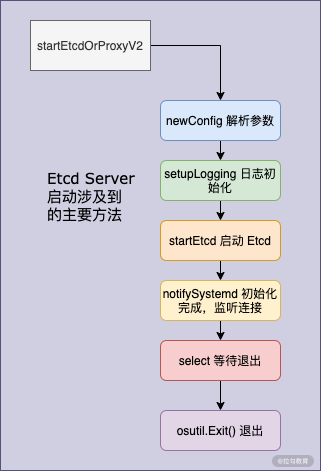 startEtcdOrProxyV2
newConfig 解析参数
setupLogging 日志初
始化
Etcd Server
启动涉及到
的主要方法
startEtcd 启动 Etcd
notifySystemd 初始化
完成，监听连接
select 等待退出
osutil.Exit() 退出
@拉勾教育